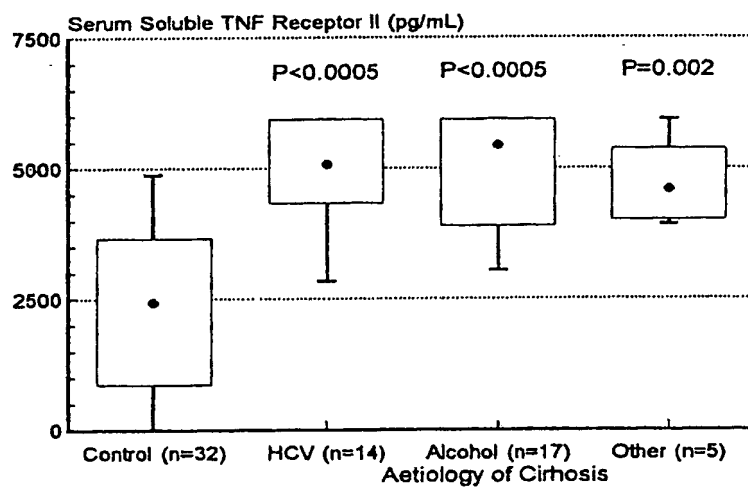 Serum Soluble TNF Receptor II (pg/mL)
7500
P<0.0005 P<0.0005 P=0.002
5000
2500
0
Control (n=32) HCV (n=14) Alcohol (n=17) Other (n=5)
Aetiology of Cirrhosis